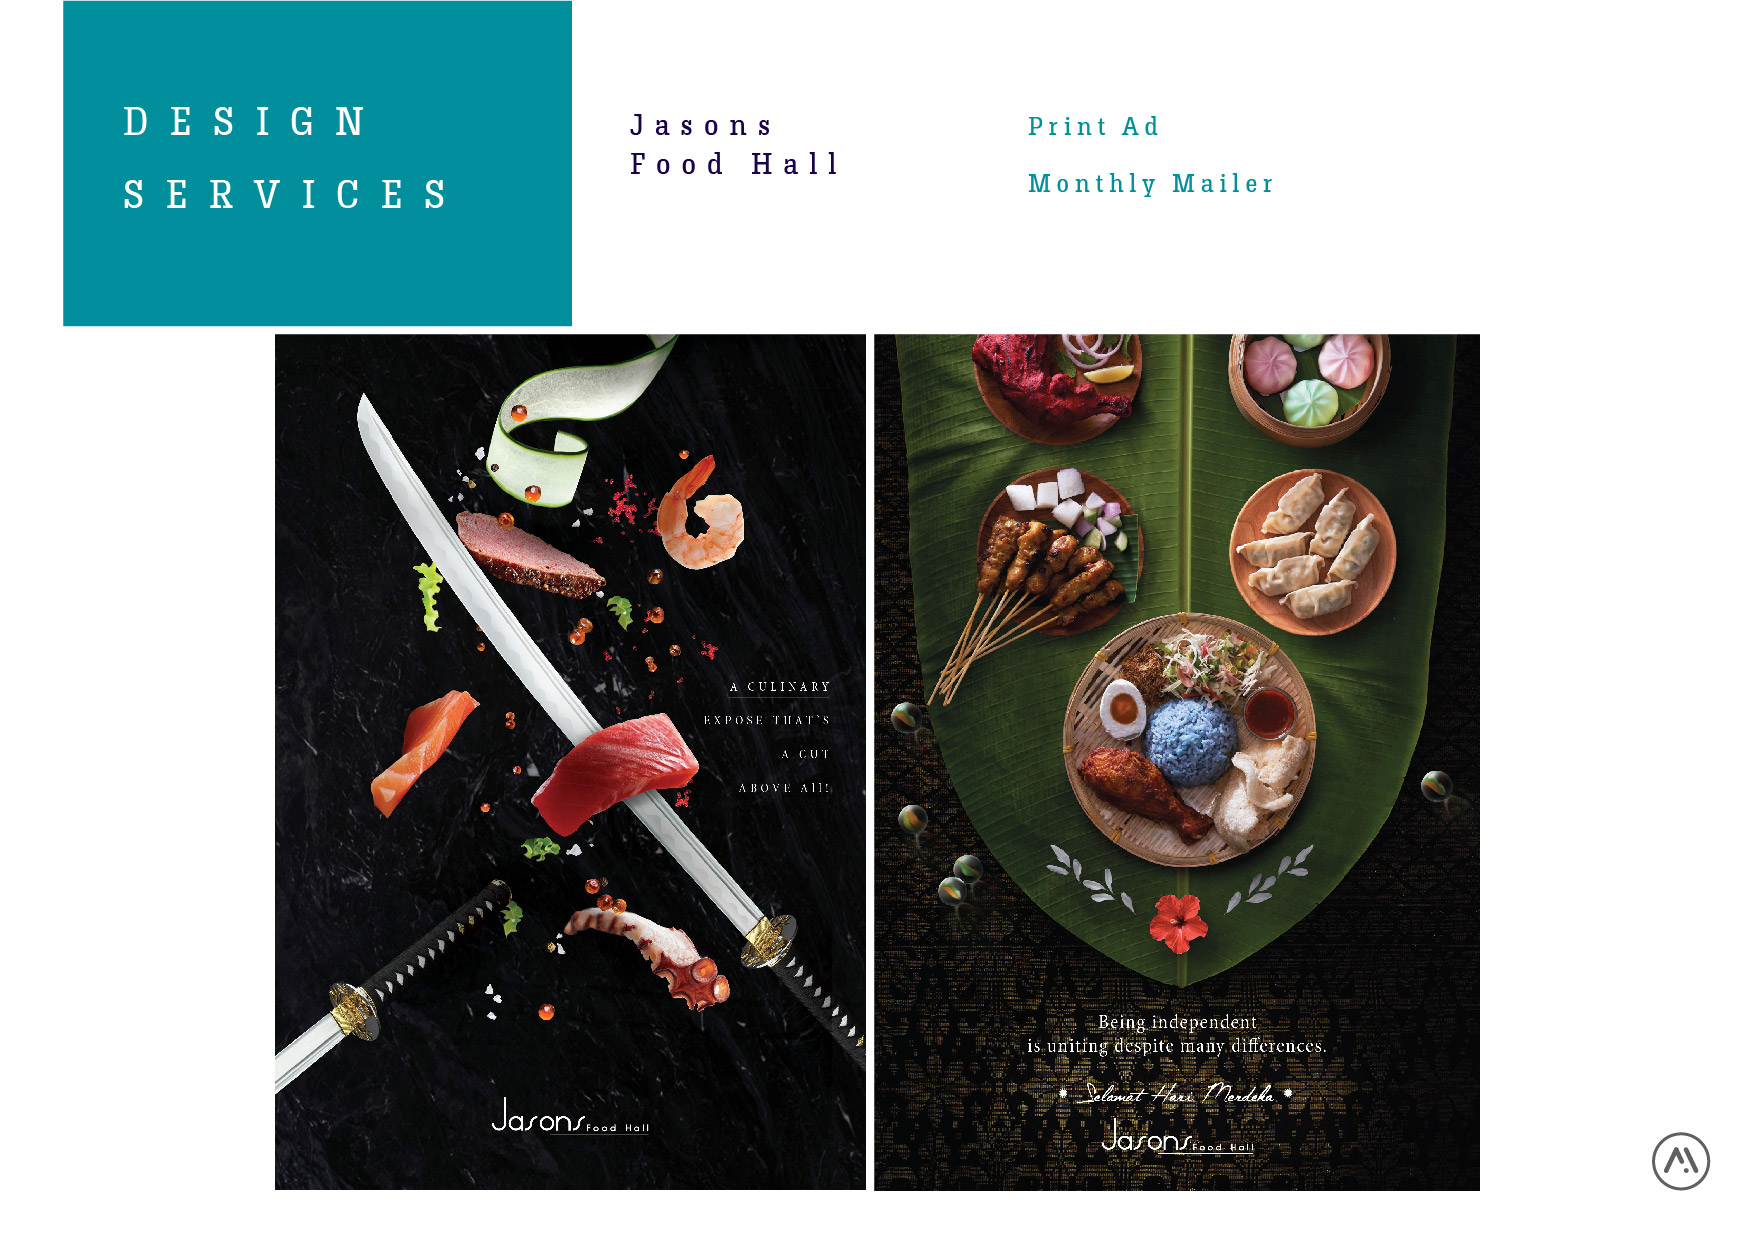 DESIGN
SERVICES
Jasons
Food Hall
Print Ad
Monthly Mailer
A CULINARY
EXPOSE THAT'S
A CUT
ABOVE All!
Jasons Food Hall
Being independent
is uniting despite many differences.
Selamat Hari Merdeka
Jasons Food Hall